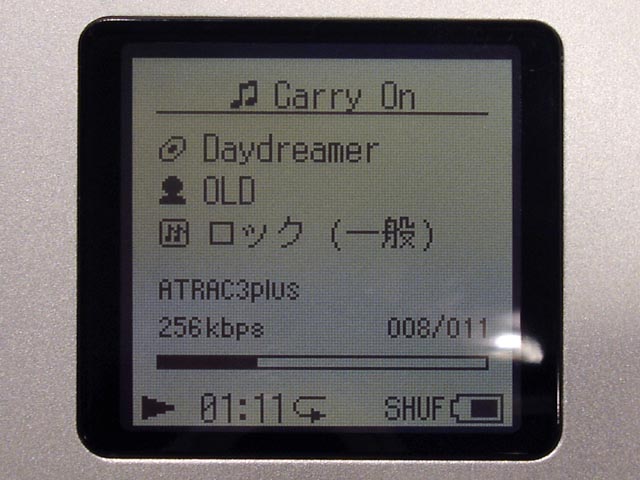 Carry On
Daydreamer
OLD
ロック (一般)
ATRAC3plus
256kbps 008/011
01:11 SHUF